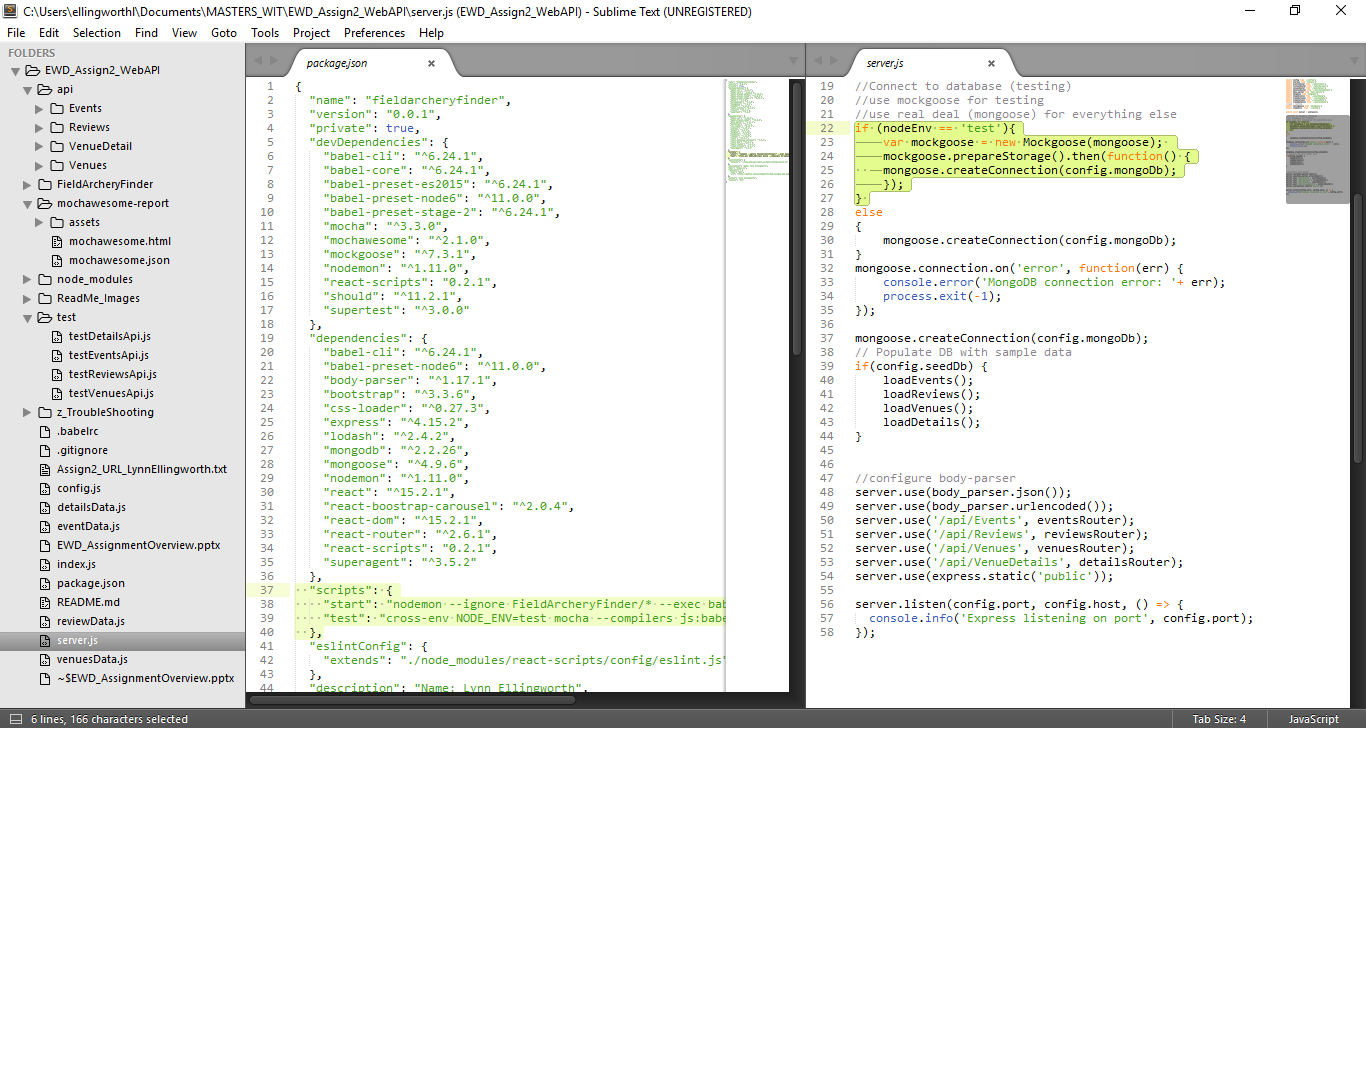 C:\Users\ellingworthl\Documents\MASTERS_WIT\EWD_Assign2_WebAPI\server.js (EWD_Assign2_WebAPI) - Sublime Text (UNREGISTERED)
File Edit Selection Find View Goto Tools Project Preferences Help
FOLDERS
EWD_Assign2_WebAPI
api
Events
Reviews
VenueDetail
Venues
FieldArcheryFinder
mochawesome-report
assets
mochawesome.html
mochawesome.json
node_modules
ReadMe_Images
test
testDetailsApi.js
testEventsApi.js
testReviewsApi.js
testVenuesApi.js
z_TroubleShooting
.babelrc
.gitignore
Assign2_URL_LynnEllingworth.txt
config.js
detailsData.js
eventData.js
EWD_AssignmentOverview.pptx
index.js
package.json
README.md
reviewData.js
server.js
venuesData.js
~$EWD_AssignmentOverview.pptx
package.json
1 {
2 "name": "fieldarcheryfinder",
3 "version": "0.0.1",
4 "private": true,
5 "devDependencies": {
6 "babel-cli": "^6.24.1",
7 "babel-core": "^6.24.1",
8 "babel-preset-es2015": "^6.24.1",
9 "babel-preset-node6": "^11.0.0",
10 "babel-preset-stage-2": "^6.24.1",
11 "mocha": "^3.3.0",
12 "mochawesome": "^2.1.0",
13 "mockgoose": "^7.3.1",
14 "nodemon": "^1.11.0",
15 "react-scripts": "0.2.1",
16 "should": "^11.2.1",
17 "supertest": "^3.0.0"
18 },
19 "dependencies": {
20 "babel-cli": "^6.24.1",
21 "babel-preset-node6": "^11.0.0",
22 "body-parser": "^1.17.1",
23 "bootstrap": "^3.3.6",
24 "css-loader": "^0.27.3",
25 "express": "^4.15.2",
26 "lodash": "^2.4.2",
27 "mongodb": "^2.2.26",
28 "mongoose": "^4.9.6",
29 "nodemon": "^1.11.0",
30 "react": "^15.2.1",
31 "react-boostrap-carousel": "^2.0.4",
32 "react-dom": "^15.2.1",
33 "react-router": "^2.6.1",
34 "react-scripts": "0.2.1",
35 "superagent": "^3.5.2"
36 },
37 "scripts": {
38 "start": "nodemon --ignore FieldArcheryFinder/* --exec bab
39 "test": "cross-env NODE_ENV=test mocha --compilers js:babe
40 },
41 "eslintConfig": {
42 "extends": "./node_modules/react-scripts/config/eslint.js"
43 },
44 "description": "Name: Lynn Ellingworth",
server.js
19 //Connect to database (testing)
20 //use mockgoose for testing
21 //use real deal (mongoose) for everything else
22 if (nodeEnv == 'test'){
23 var mockgoose = new Mockgoose(mongoose);
24 mockgoose.prepareStorage().then(function() {
25 mongoose.createConnection(config.mongoDb);
26 });
27 }
28 else
29 {
30 mongoose.createConnection(config.mongoDb);
31 }
32 mongoose.connection.on('error', function(err) {
33 console.error('MongoDB connection error: '+ err);
34 process.exit(-1);
35 });
36
37 mongoose.createConnection(config.mongoDb);
38 // Populate DB with sample data
39 if(config.seedDb) {
40 loadEvents();
41 loadReviews();
42 loadVenues();
43 loadDetails();
44 }
45
46
47 //configure body-parser
48 server.use(body_parser.json());
49 server.use(body_parser.urlencoded());
50 server.use('/api/Events', eventsRouter);
51 server.use('/api/Reviews', reviewsRouter);
52 server.use('/api/Venues', venuesRouter);
53 server.use('/api/VenueDetails', detailsRouter);
54 server.use(express.static('public'));
55
56 server.listen(config.port, config.host, () => {
57 console.info('Express listening on port', config.port);
58 });
6 lines, 166 characters selected
Tab Size: 4
JavaScript